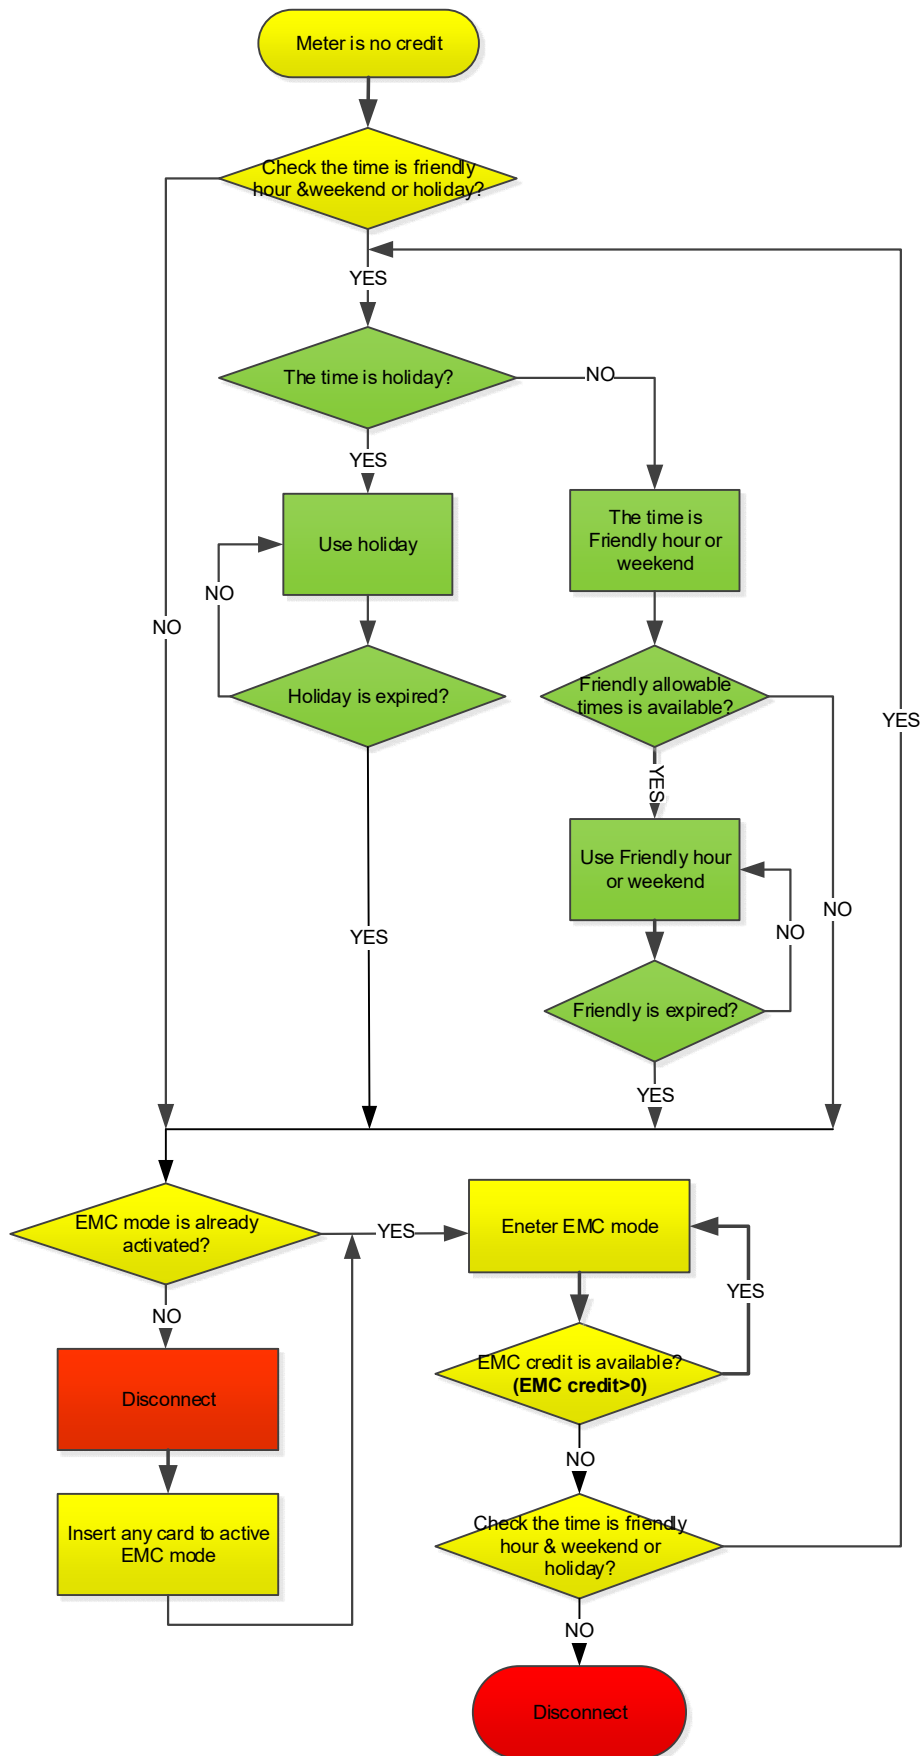 Meter is no credit
Check the time is friendly
hour &weekend or holiday?
YES
The time is holiday?
NO
YES
Use holiday
The time is
Friendly hour or
weekend
NO
NO
Holiday is expired?
Friendly allowable
times is available?
YES
YES
Use Friendly hour
or weekend
YES
NO
NO
Friendly is expired?
YES
EMC mode is already
activated?
YES
Eneter EMC mode
YES
NO
EMC credit is available?
(EMC credit>0)
Disconnect
NO
Insert any card to active
EMC mode
Check the time is friendly
hour & weekend or
holiday?
NO
Disconnect